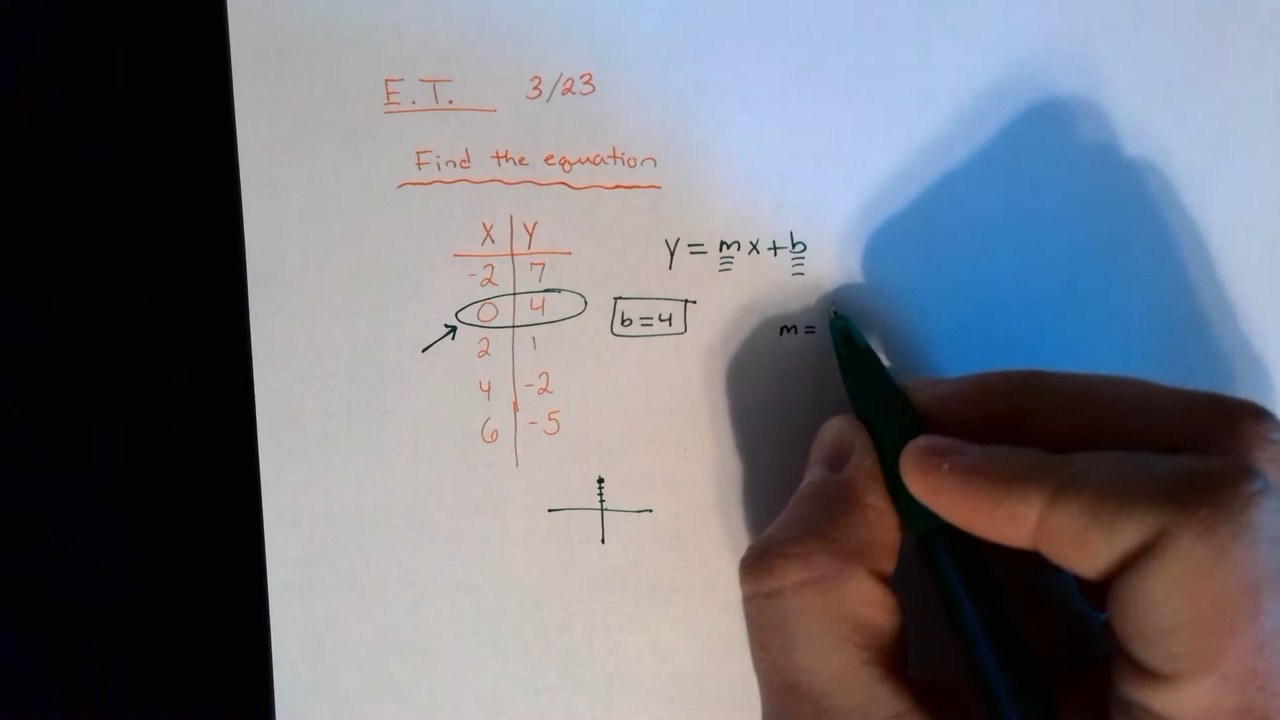 E.T. 3/23
Find the equation
X Y
-2 7
0 4
2 1
4 -2
6 -5
y = mx+b
b=4
m =